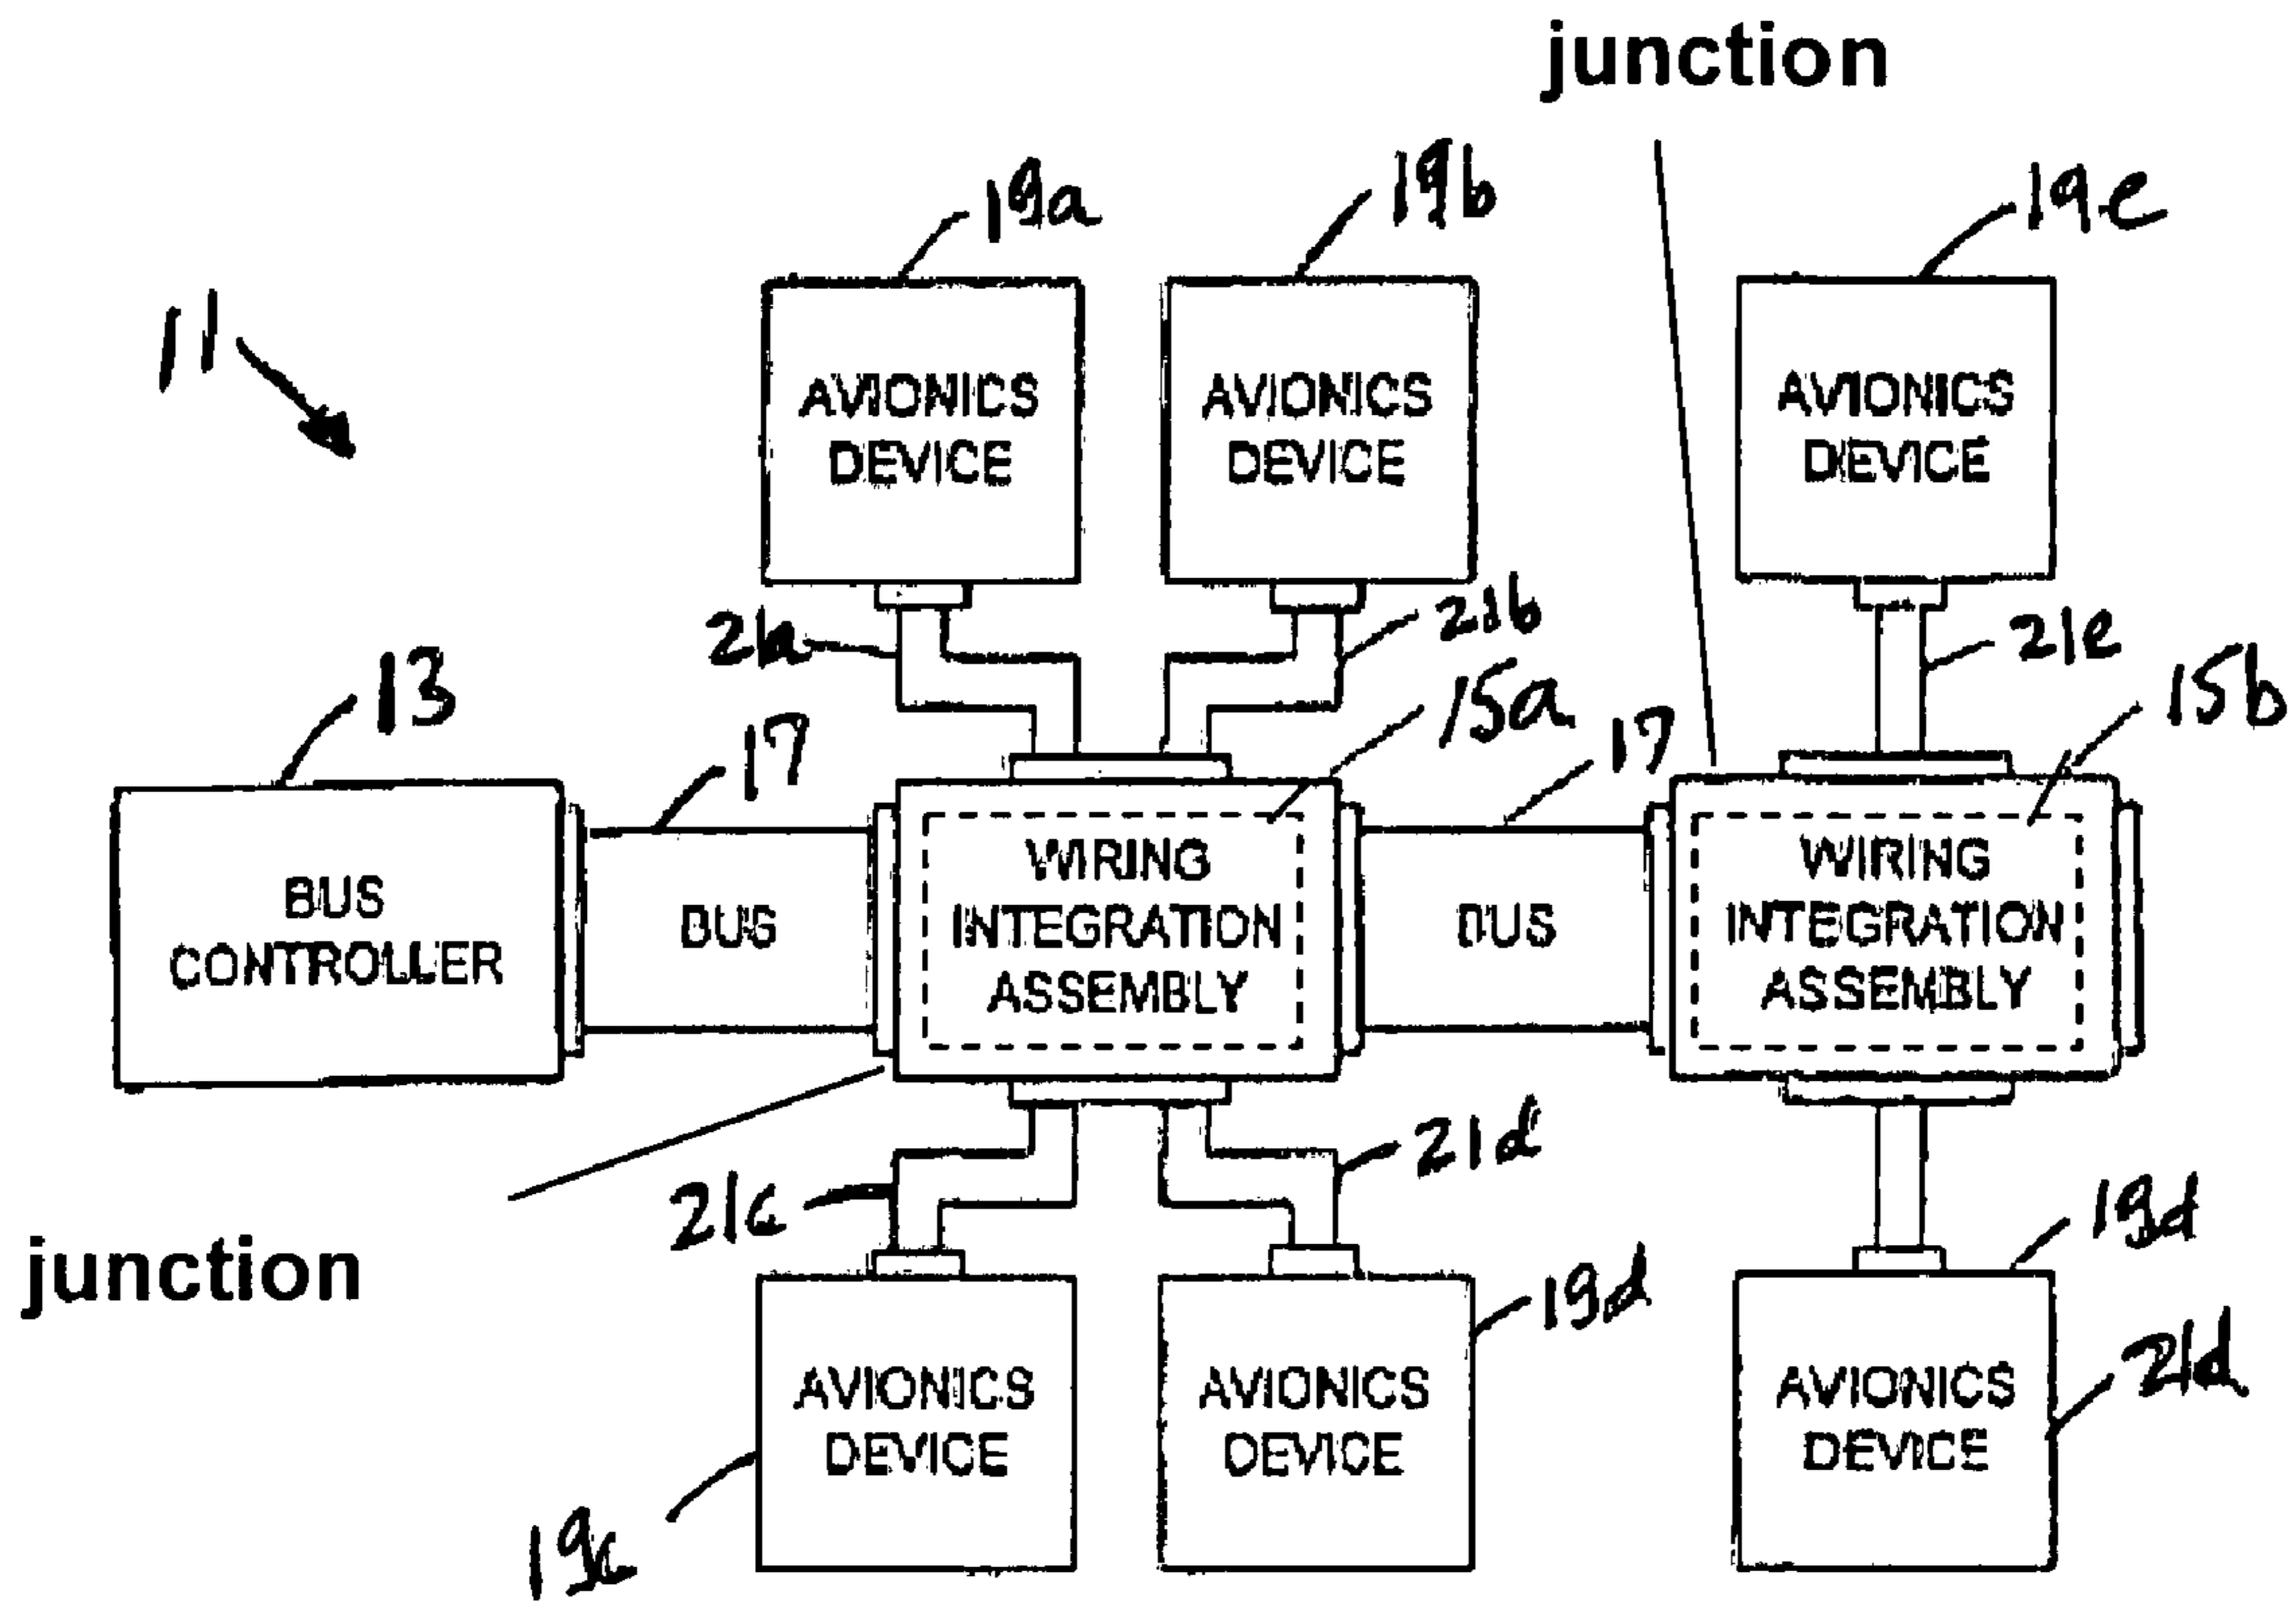 junction
19a
19b
19e
11
AVIONICS
DEVICE
AVIONICS
DEVICE
AVIONICS
DEVICE
21a
21b
21e
13
17
15a
17
15b
BUS
CONTROLLER
BUS
WIRING
INTEGRATION
ASSEMBLY
BUS
WIRING
INTEGRATION
ASSEMBLY
21c
21d
19d
junction
19d
21d
AVIONICS
DEVICE
AVIONICS
DEVICE
AVIONICS
DEVICE
19c